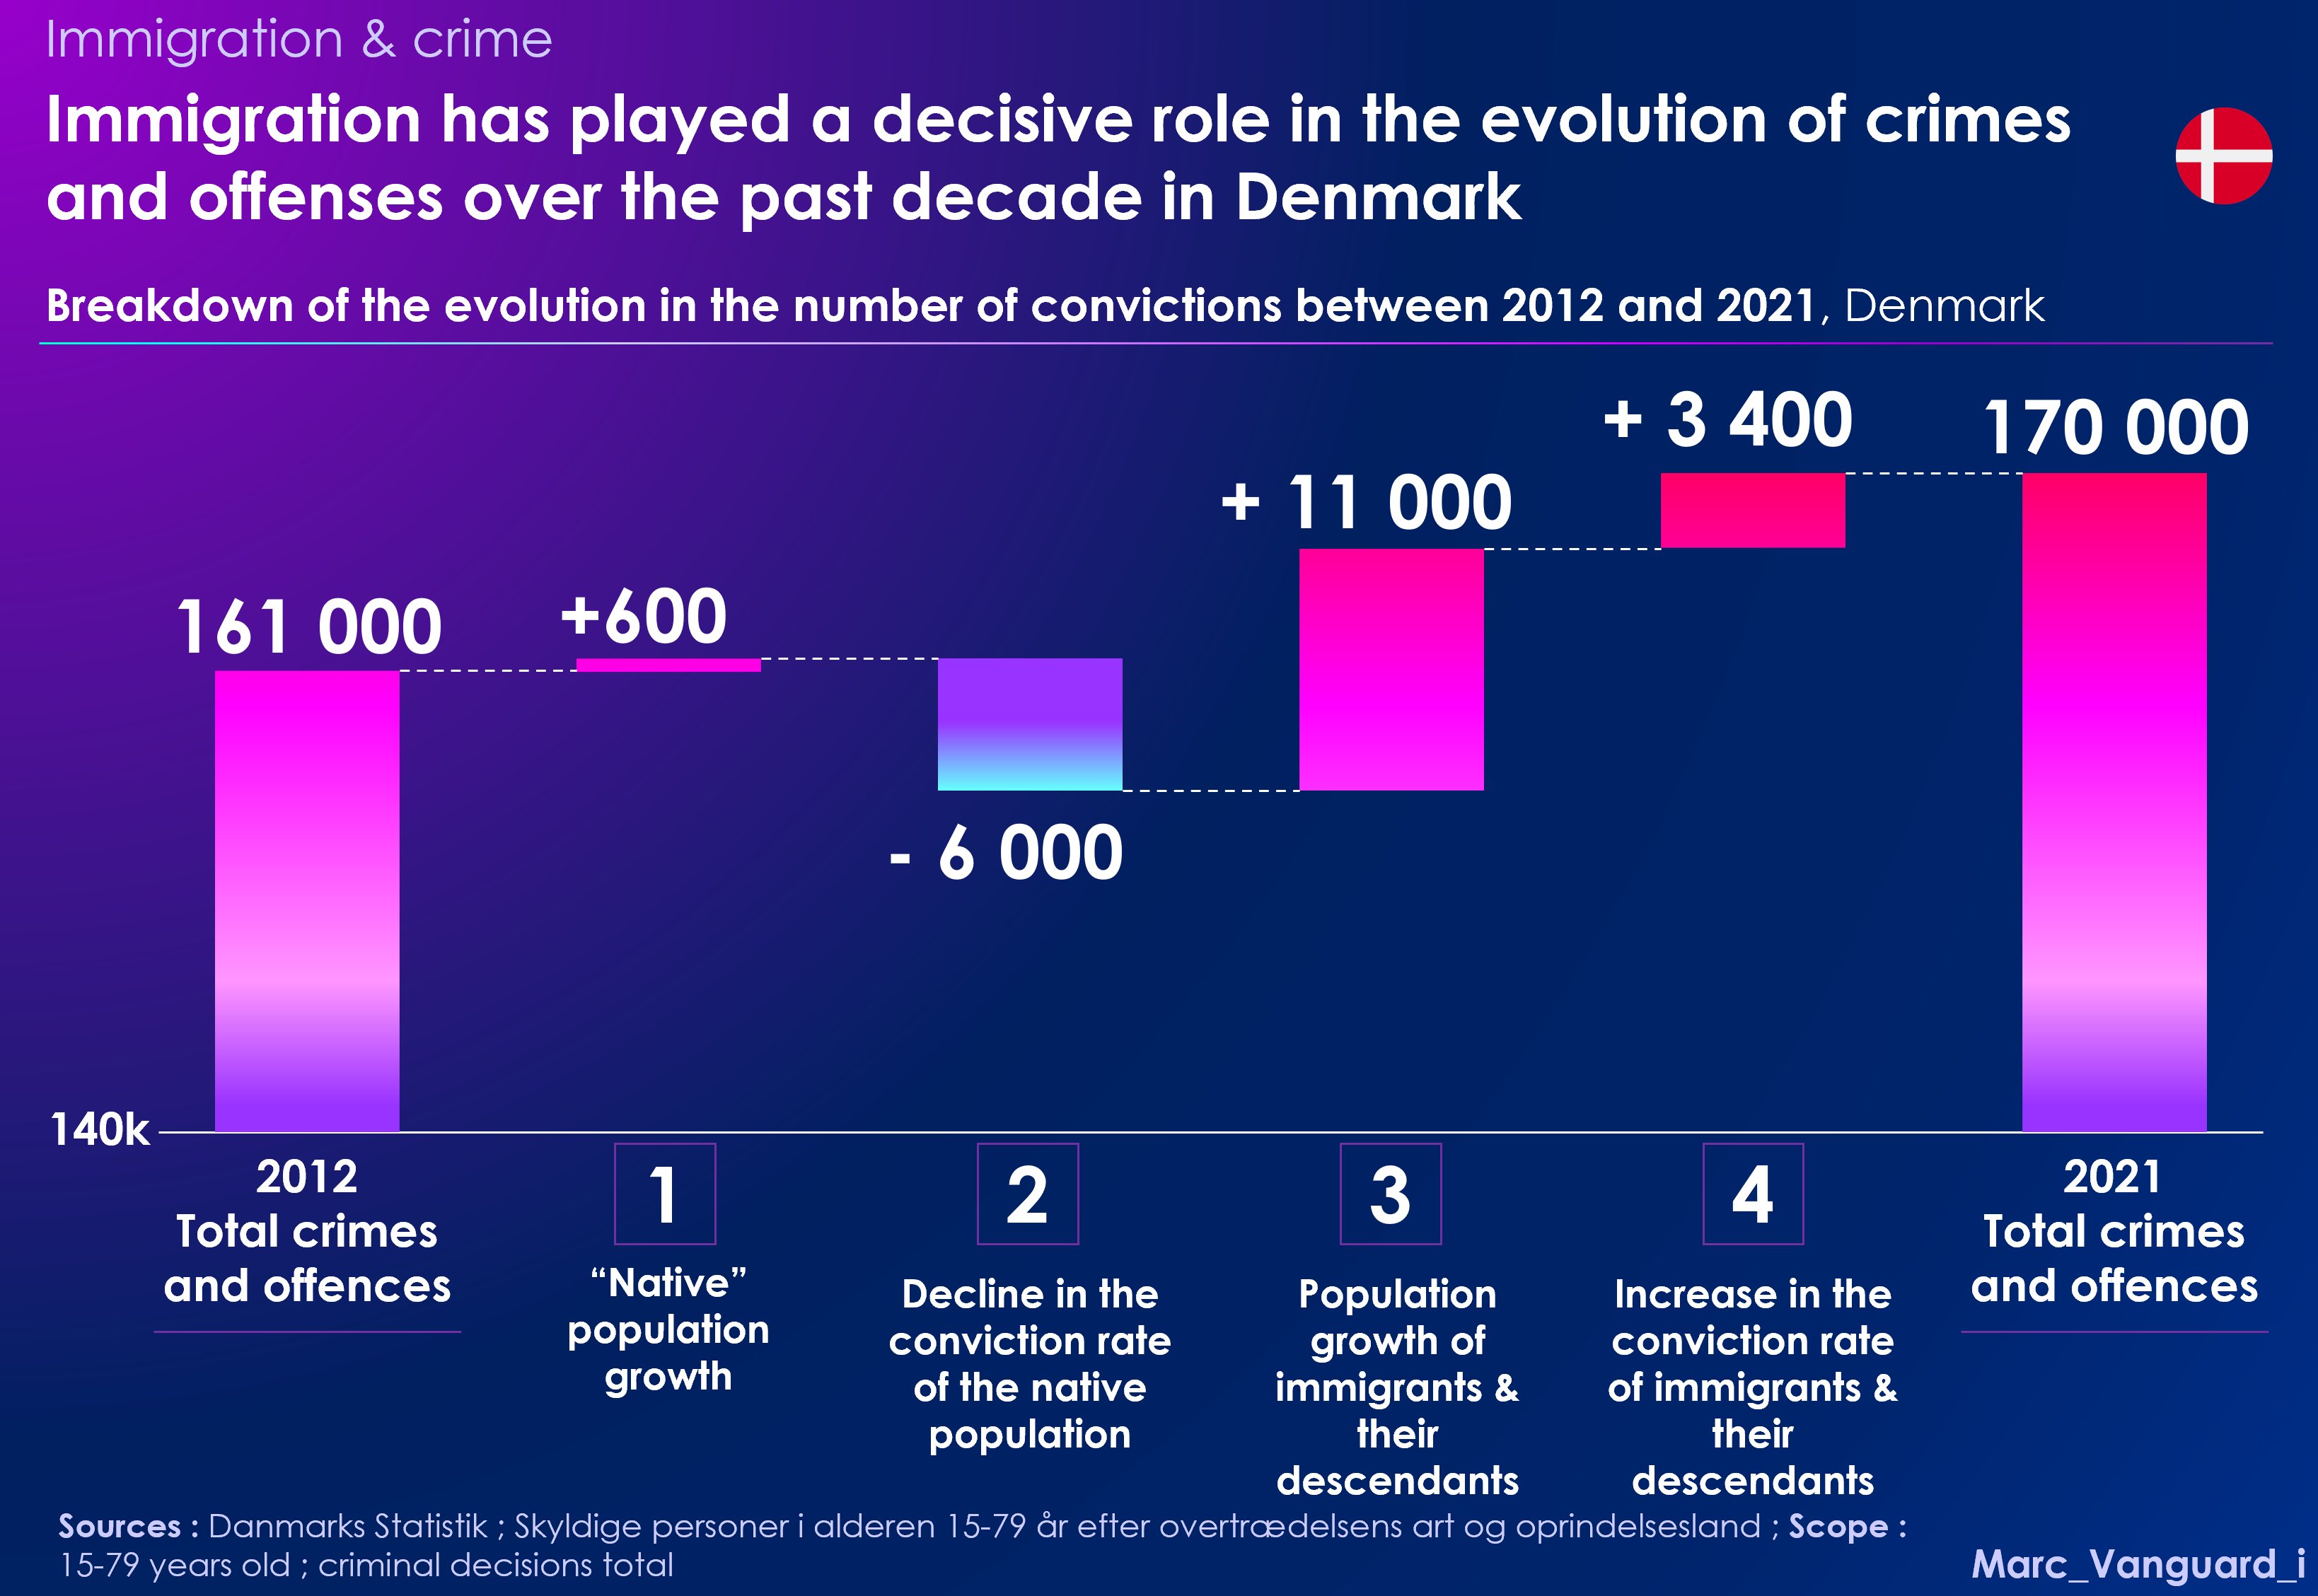 Immigration & crime
Immigration has played a decisive role in the evolution of crimes
and offenses over the past decade in Denmark
Breakdown of the evolution in the number of convictions between 2012 and 2021, Denmark
161 000
+600
- 6 000
+ 11 000
+ 3 400
170 000
140k
2012
Total crimes
and offences
1
“Native”
population
growth
2
Decline in the
conviction rate
of the native
population
3
Population
growth of
immigrants &
their
descendants
4
Increase in the
conviction rate
of immigrants &
their
descendants
2021
Total crimes
and offences
Sources : Danmarks Statistik ; Skyldige personer i alderen 15-79 år efter overtrædelsens art og oprindelsesland ; Scope :
15-79 years old ; criminal decisions total
Marc_Vanguard_i